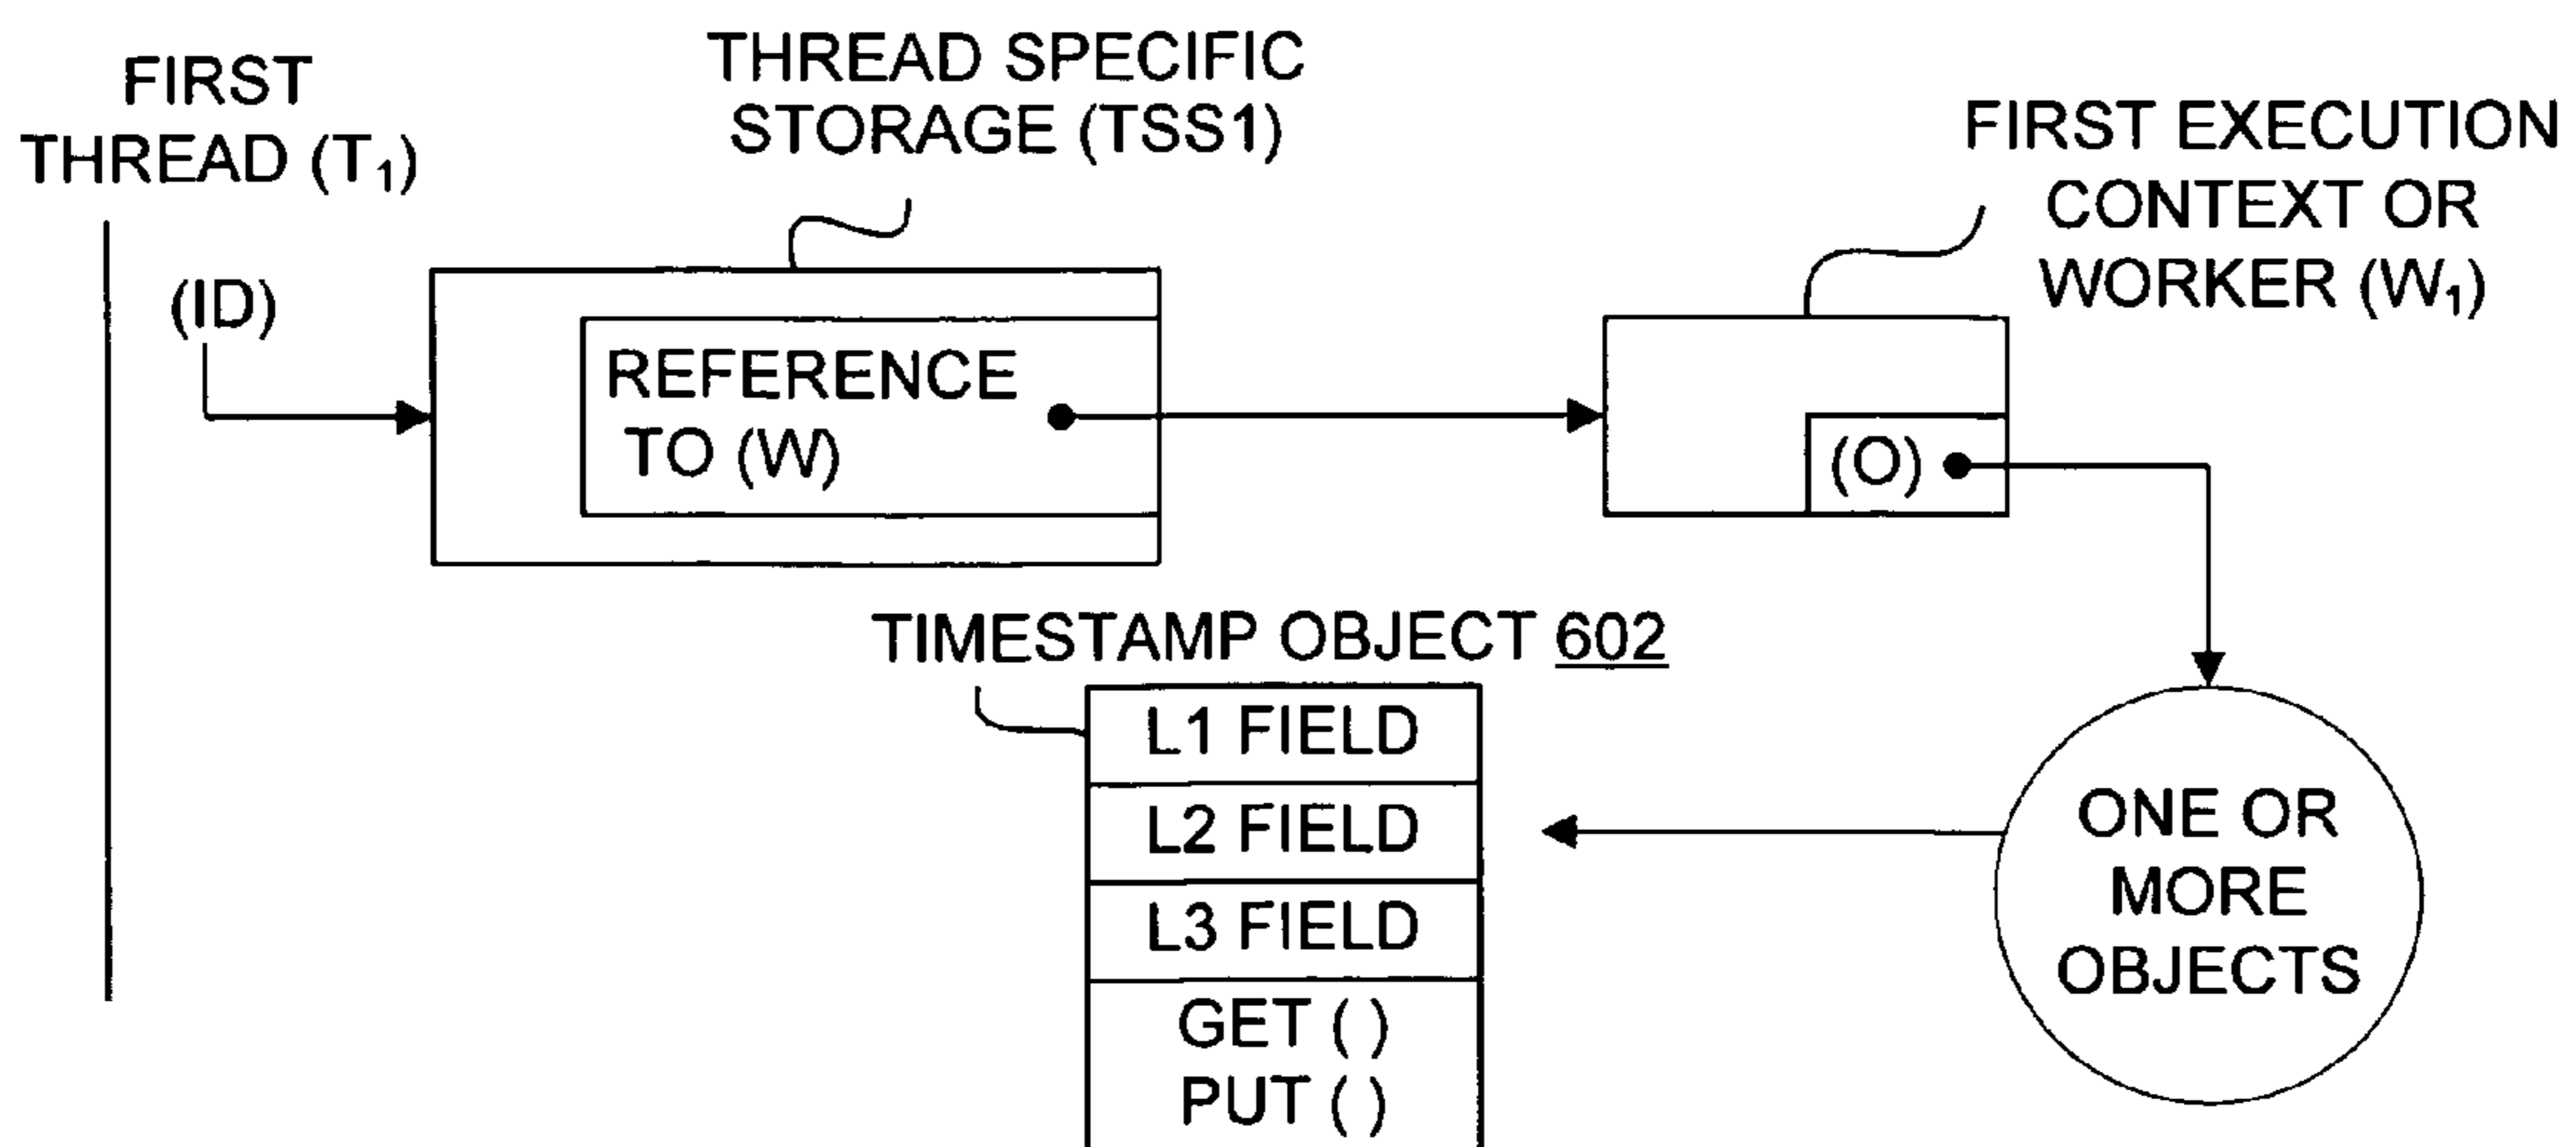 FIRST
THREAD (T₁)
THREAD SPECIFIC
STORAGE (TSS1)
FIRST EXECUTION
CONTEXT OR
WORKER (W₁)
(ID)
REFERENCE
TO (W)
(O)
TIMESTAMP OBJECT 602
L1 FIELD
L2 FIELD
L3 FIELD
GET ( )
PUT ( )
ONE OR
MORE
OBJECTS